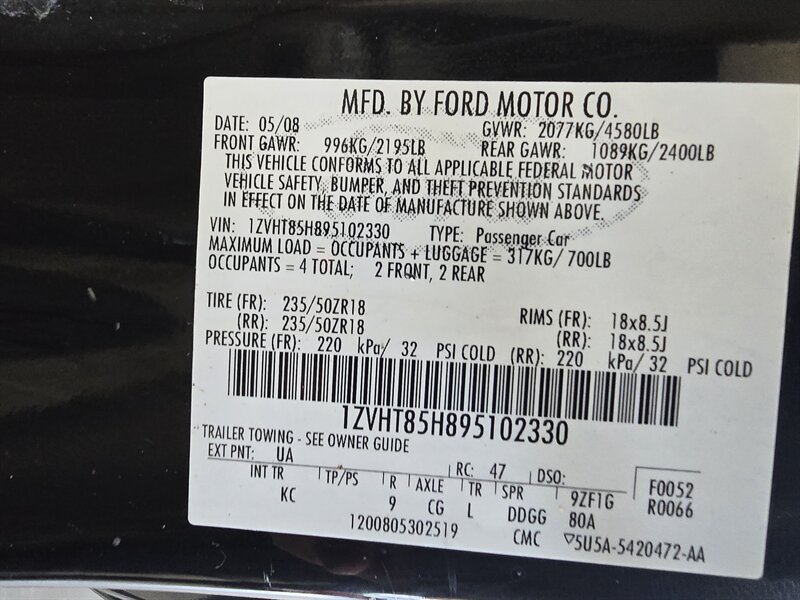 MFD. BY FORD MOTOR CO.
DATE: 05/08 GVWR: 2077KG/4580LB
FRONT GAWR: 996KG/2195LB REAR GAWR: 1089KG/2400LB
THIS VEHICLE CONFORMS TO ALL APPLICABLE FEDERAL MOTOR
VEHICLE SAFETY, BUMPER, AND THEFT PREVENTION STANDARDS
IN EFFECT ON THE DATE OF MANUFACTURE SHOWN ABOVE.
VIN: 1ZVHT85H895102330 TYPE: Passenger Car
MAXIMUM LOAD = OCCUPANTS + LUGGAGE = 317KG/700LB
OCCUPANTS = 4 TOTAL; 2 FRONT, 2 REAR
TIRE (FR): 235/50ZR18 RIMS (FR): 18x8.5J
(RR): 235/50ZR18 (RR): 18x8.5J
PRESSURE (FR): 220 kPa/ 32 PSI COLD (RR): 220 kPa/ 32 PSI COLD
1ZVHT85H895102330
TRAILER TOWING - SEE OWNER GUIDE
EXT PNT: UA RC: 47 DSO: F0052
INT TR TP/PS R AXLE TR SPR 9ZF1G R0066
KC 9 CG L DDGG 80A
1200805302519 CMC ▽5U5A-5420472-AA